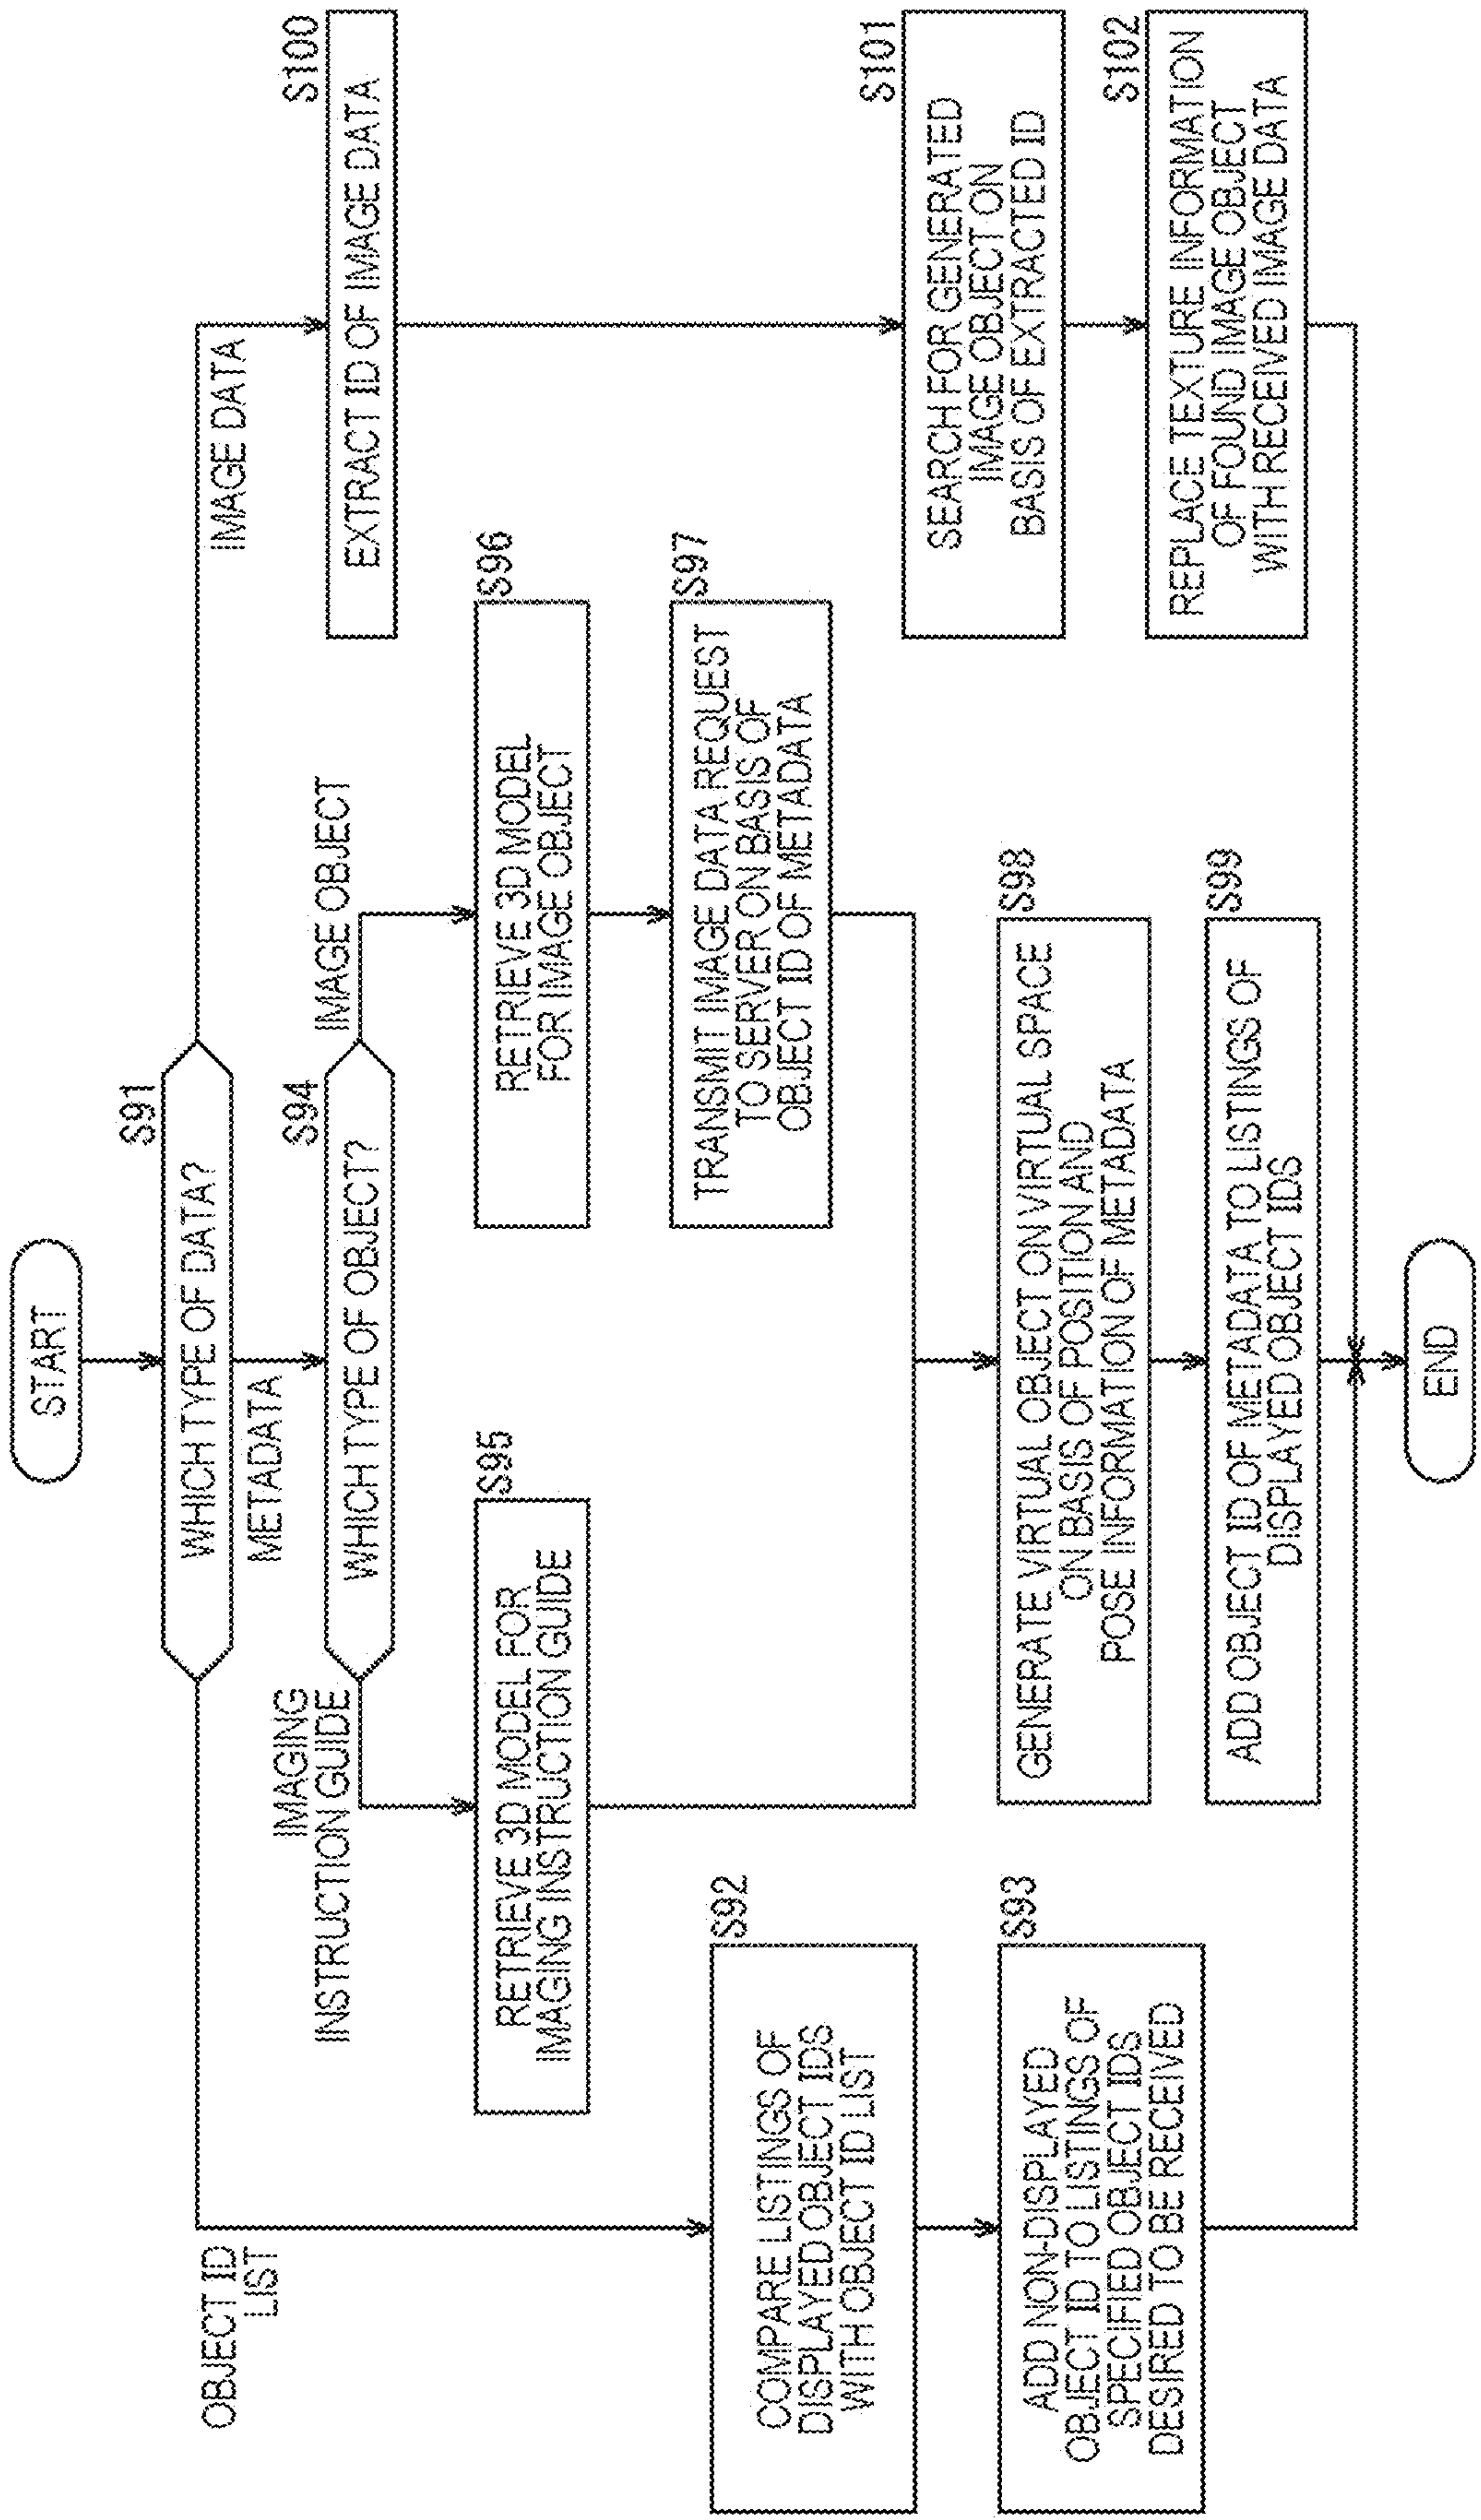 START
S91
WHICH TYPE OF DATA?
OBJECT ID
LIST
METADATA
IMAGE DATA
S94
WHICH TYPE OF OBJECT?
IMAGING
INSTRUCTION GUIDE
IMAGE OBJECT
S100
EXTRACT ID OF IMAGE DATA
S95
RETRIEVE 3D MODEL FOR
IMAGING INSTRUCTION GUIDE
S96
RETRIEVE 3D MODEL
FOR IMAGE OBJECT
S97
TRANSMIT IMAGE DATA REQUEST
TO SERVER ON BASIS OF
OBJECT ID OF METADATA
S92
COMPARE LISTINGS OF
DISPLAYED OBJECT IDS
WITH OBJECT ID LIST
S101
SEARCH FOR GENERATED
IMAGE OBJECT ON
BASIS OF EXTRACTED ID
S93
ADD NON-DISPLAYED
OBJECT ID TO LISTINGS OF
SPECIFIED OBJECT IDS
DESIRED TO BE RECEIVED
S98
GENERATE VIRTUAL OBJECT ON VIRTUAL SPACE
ON BASIS OF POSITION AND
POSE INFORMATION OF METADATA
S102
REPLACE TEXTURE INFORMATION
OF FOUND IMAGE OBJECT
WITH RECEIVED IMAGE DATA
S99
ADD OBJECT ID OF METADATA TO LISTINGS OF
DISPLAYED OBJECT IDS
END